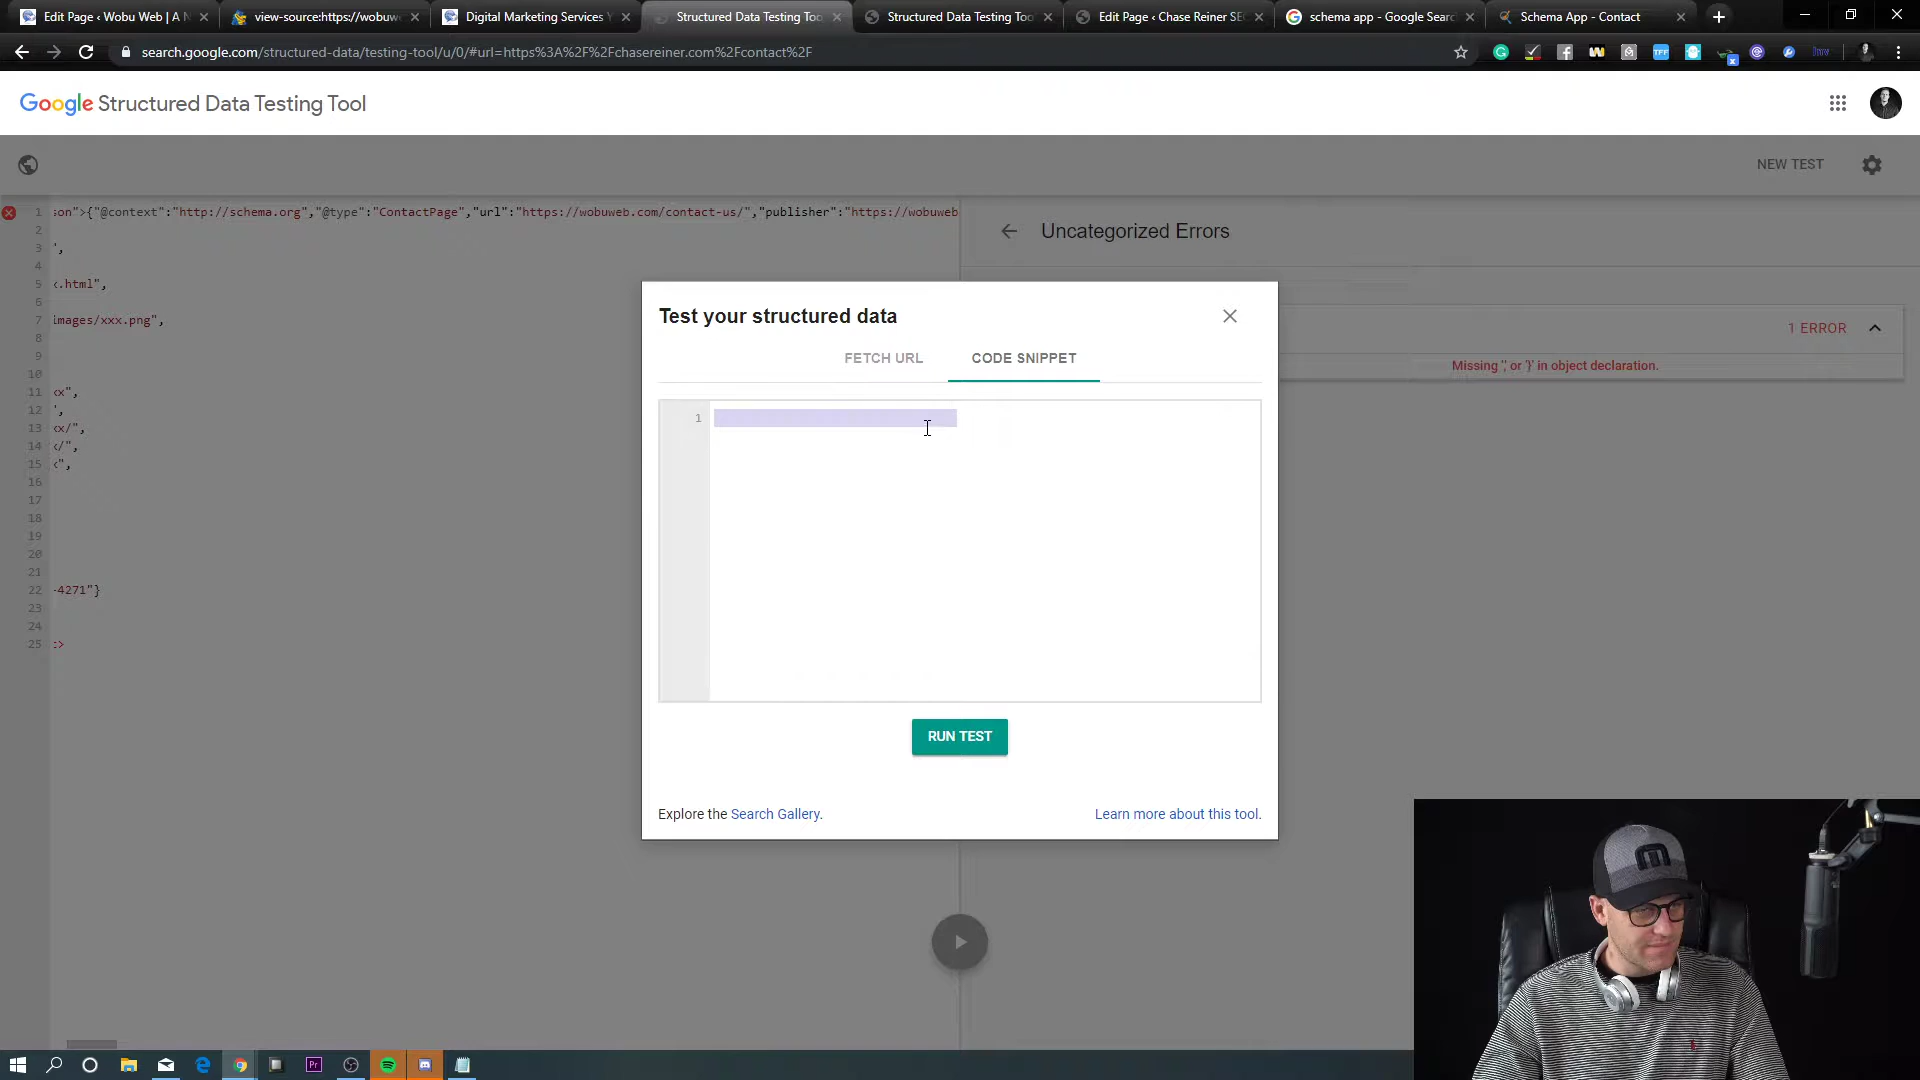 Edit Page ‹ Wobu Web | A N
view-source:https://wobuwe
Digital Marketing Services Y
Structured Data Testing Too
Structured Data Testing Too
Edit Page ‹ Chase Reiner SE
schema app - Google Search
Schema App - Contact
search.google.com/structured-data/testing-tool/u/0/#url=https%3A%2F%2Fchasereiner.com%2Fcontact%2F
Google Structured Data Testing Tool
NEW TEST
1 son">{"@context":"http://schema.org","@type":"ContactPage","url":"https://wobuweb.com/contact-us/","publisher":"https://wobuweb
2
3 ",
4
5 x.html",
6
7 images/xxx.png",
8
9
10
11 xx",
12 ",
13 xx/",
14 x/",
15 x",
16
17
18
19
20
21
22 -4271"}
23
24
25 t>
Uncategorized Errors
1 ERROR
Missing ',' or '}' in object declaration.
Test your structured data
FETCH URL
CODE SNIPPET
1
RUN TEST
Explore the Search Gallery.
Learn more about this tool.
Pr